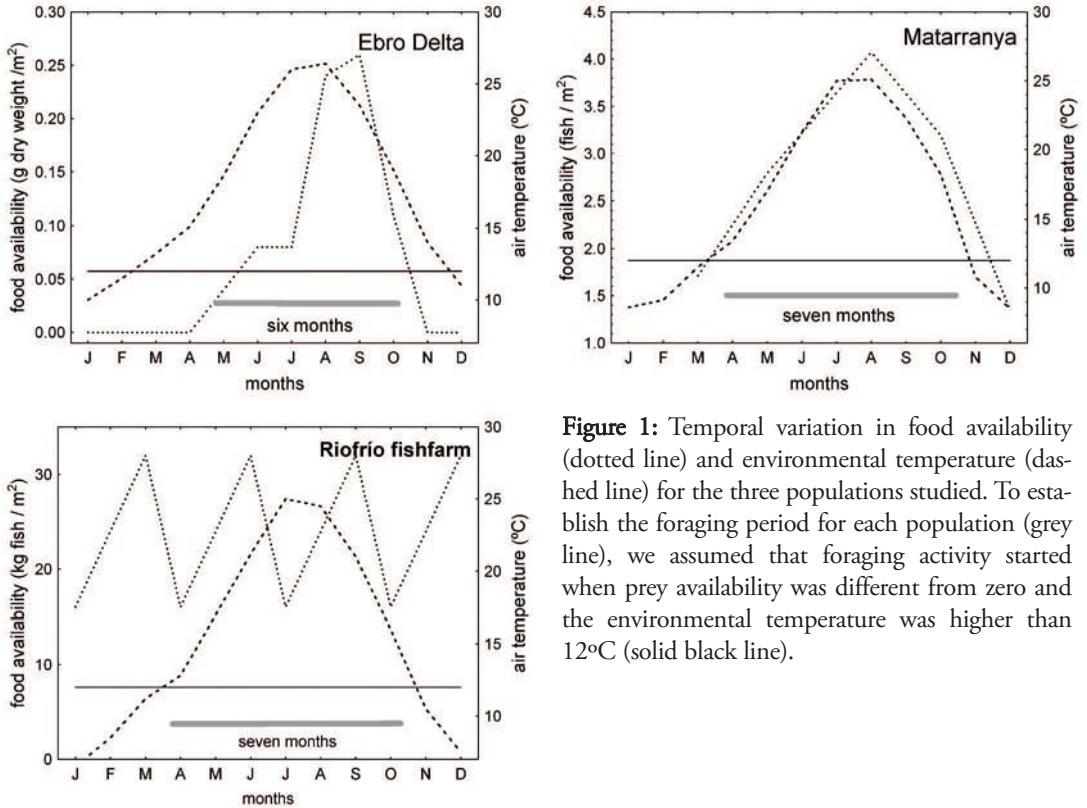 Ebro Delta
food availability (g dry weight /m²)
0.30
0.25
0.20
0.15
0.10
0.05
0.00
30
25
20
15
10
air temperature (ºC)
six months
J F M A M J J A S O N D
months
Matarranya
food availability (fish / m²)
4.5
4.0
3.5
3.0
2.5
2.0
1.5
1.0
30
25
20
15
10
air temperature (ºC)
seven months
J F M A M J J A S O N D
months
Riofrío fishfarm
food availability (kg fish / m²)
30
20
10
0
30
25
20
15
10
air temperature (ºC)
seven months
J F M A M J J A S O N D
months
Figure 1: Temporal variation in food availability
(dotted line) and environmental temperature (das-
hed line) for the three populations studied. To esta-
blish the foraging period for each population (grey
line), we assumed that foraging activity started
when prey availability was different from zero and
the environmental temperature was higher than
12ºC (solid black line).